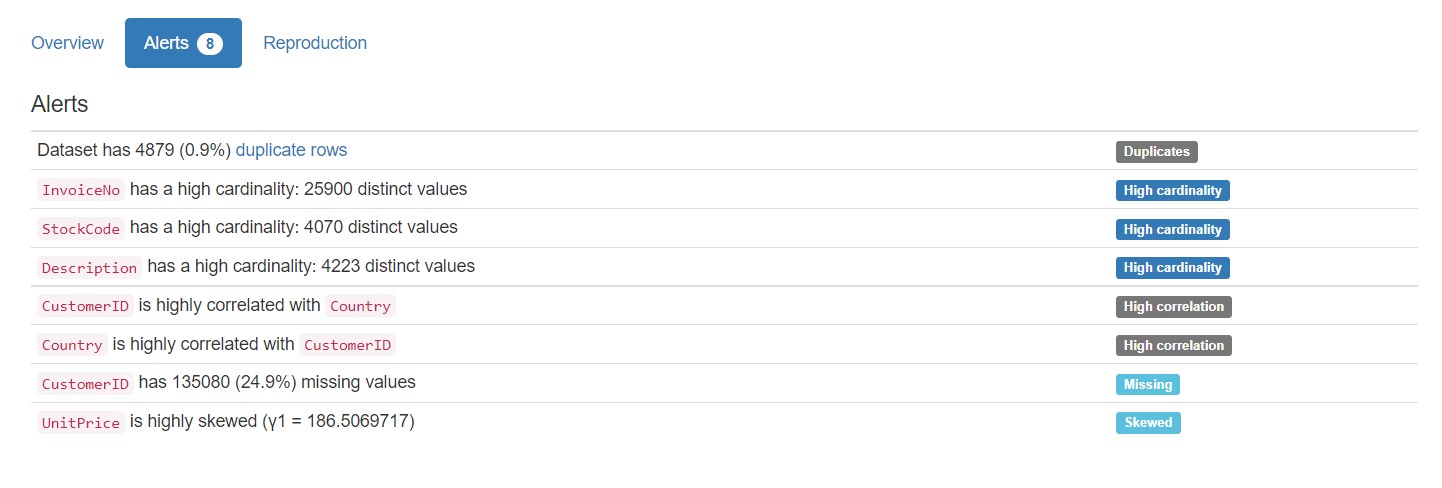 Overview Alerts 8 Reproduction
Alerts
Dataset has 4879 (0.9%) duplicate rows Duplicates
InvoiceNo has a high cardinality: 25900 distinct values High cardinality
StockCode has a high cardinality: 4070 distinct values High cardinality
Description has a high cardinality: 4223 distinct values High cardinality
CustomerID is highly correlated with Country High correlation
Country is highly correlated with CustomerID High correlation
CustomerID has 135080 (24.9%) missing values Missing
UnitPrice is highly skewed (γ1 = 186.5069717) Skewed